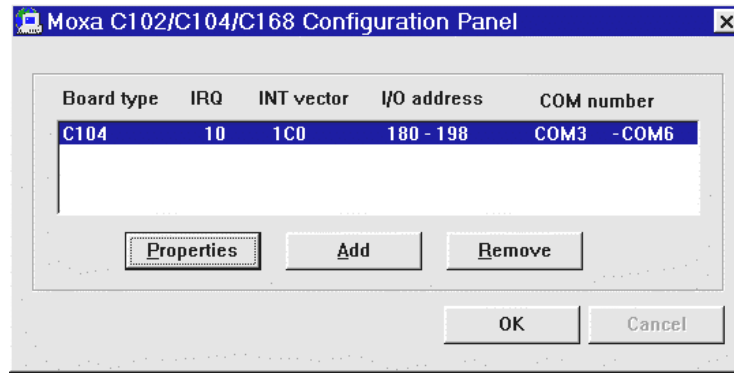 Moxa C102/C104/C168 Configuration Panel
Board type IRQ INT vector I/O address COM number
C104 10 1C0 180 - 198 COM3 -COM6
Properties Add Remove
OK Cancel